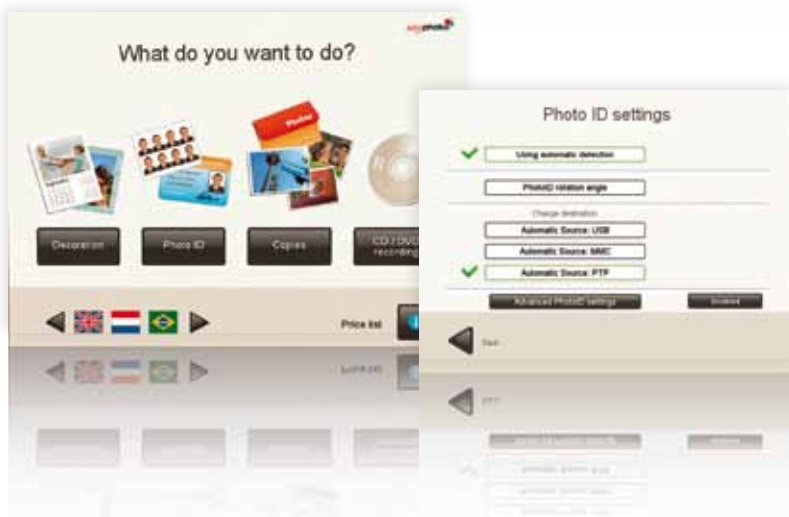 What do you want to do?
Decoration
Photo ID
Copies
CD / DVD
recording
Price list
Photo ID settings
Using automatic detection
PhotoID rotation angle
Change destination
Automatic Source: USB
Automatic Source: MMC
Automatic Source: PTP
Advanced PhotoID settings
Back